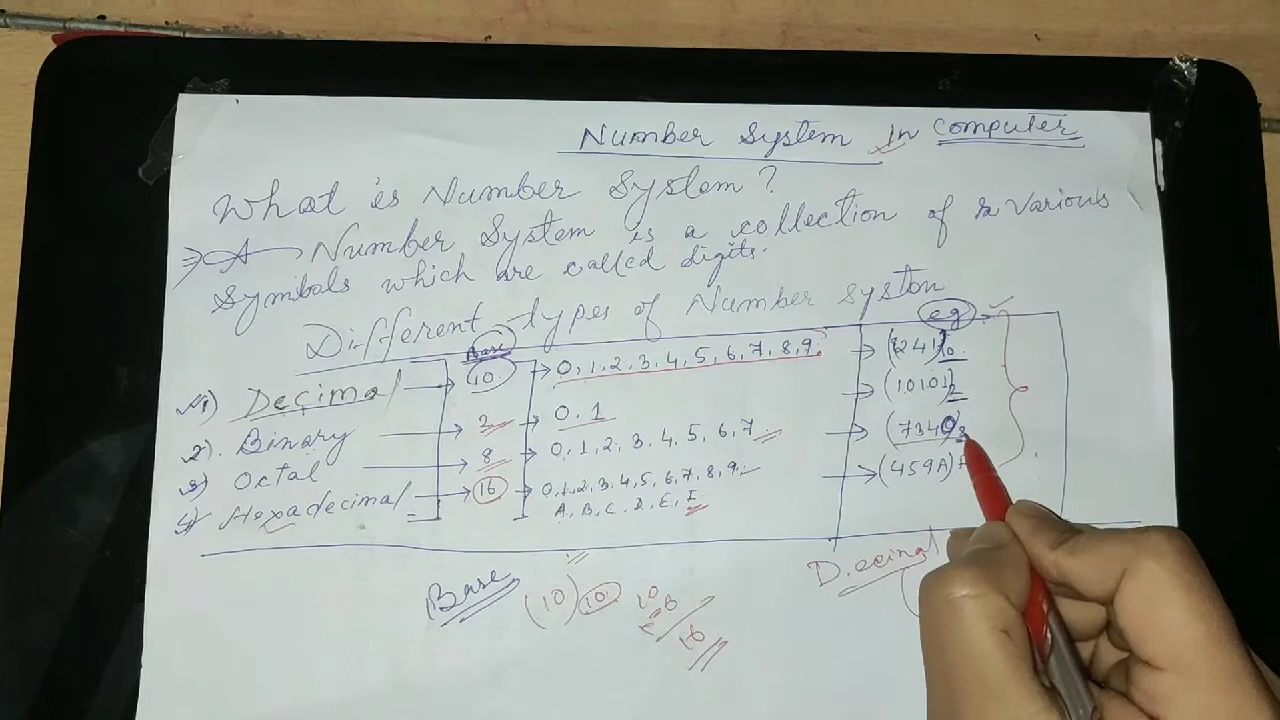 Number System in Computer
What is Number System?
⇒ A Number System is a collection of various
Symbols which are called digits.
Different types of Number System
Base eg
1) Decimal → 10 → 0, 1, 2, 3, 4, 5, 6, 7, 8, 9. → (1241)10
2) Binary → 2 → 0, 1 → (10101)2
3) Octal → 8 → 0, 1, 2, 3, 4, 5, 6, 7 → (7340)8
4) Hexadecimal → 16 → 0, 1, 2, 3, 4, 5, 6, 7, 8, 9 → (459A)
A, B, C, D, E, F
Base (10)10 10 16
Decimal